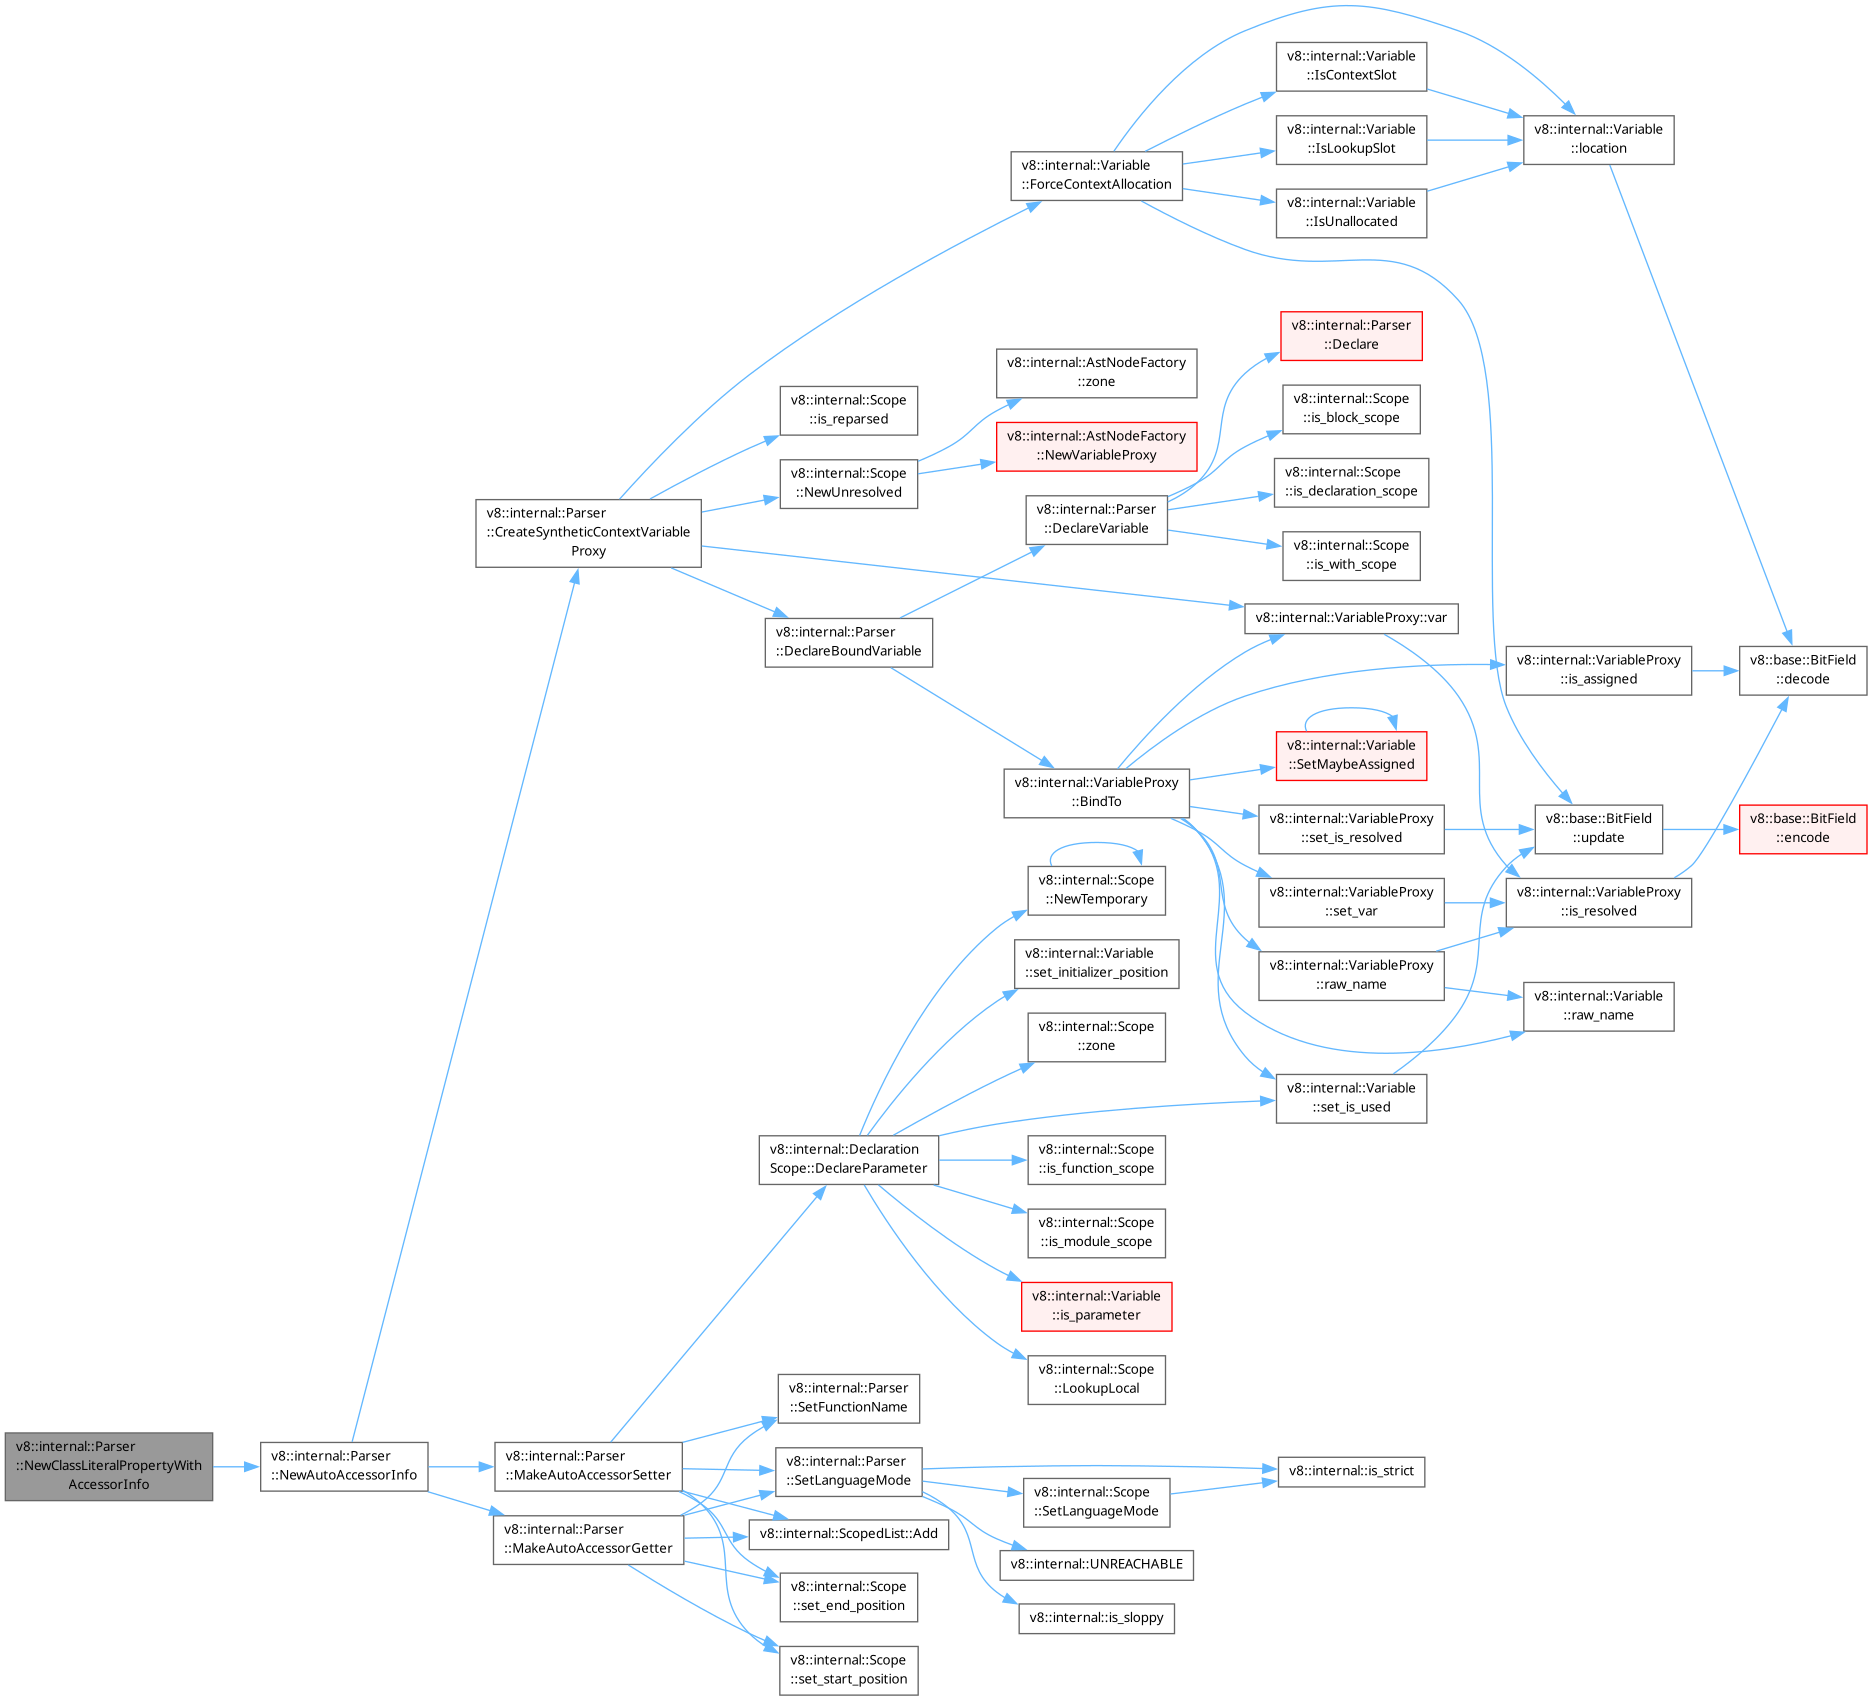 v8::internal::Variable
::IsContextSlot
v8::internal::Variable
::IsLookupSlot
v8::internal::Variable
::location
v8::internal::Variable
::ForceContextAllocation
v8::internal::Variable
::IsUnallocated
v8::internal::Parser
::Declare
v8::internal::AstNodeFactory
::zone
v8::internal::Scope
::is_reparsed
v8::internal::Scope
::is_block_scope
v8::internal::AstNodeFactory
::NewVariableProxy
v8::internal::Scope
::NewUnresolved
v8::internal::Scope
::is_declaration_scope
v8::internal::Parser
::CreateSyntheticContextVariable
Proxy
v8::internal::Parser
::DeclareVariable
v8::internal::Scope
::is_with_scope
v8::internal::VariableProxy::var
v8::internal::Parser
::DeclareBoundVariable
v8::internal::VariableProxy
::is_assigned
v8::base::BitField
::decode
v8::internal::Variable
::SetMaybeAssigned
v8::internal::VariableProxy
::BindTo
v8::internal::VariableProxy
::set_is_resolved
v8::base::BitField
::update
v8::base::BitField
::encode
v8::internal::Scope
::NewTemporary
v8::internal::VariableProxy
::set_var
v8::internal::VariableProxy
::is_resolved
v8::internal::Variable
::set_initializer_position
v8::internal::VariableProxy
::raw_name
v8::internal::Variable
::raw_name
v8::internal::Scope
::zone
v8::internal::Variable
::set_is_used
v8::internal::Declaration
Scope::DeclareParameter
v8::internal::Scope
::is_function_scope
v8::internal::Scope
::is_module_scope
v8::internal::Variable
::is_parameter
v8::internal::Scope
::LookupLocal
v8::internal::Parser
::SetFunctionName
v8::internal::Parser
::NewClassLiteralPropertyWith
AccessorInfo
v8::internal::Parser
::NewAutoAccessorInfo
v8::internal::Parser
::MakeAutoAccessorSetter
v8::internal::Parser
::SetLanguageMode
v8::internal::is_strict
v8::internal::Scope
::SetLanguageMode
v8::internal::Parser
::MakeAutoAccessorGetter
v8::internal::ScopedList::Add
v8::internal::UNREACHABLE
v8::internal::Scope
::set_end_position
v8::internal::is_sloppy
v8::internal::Scope
::set_start_position